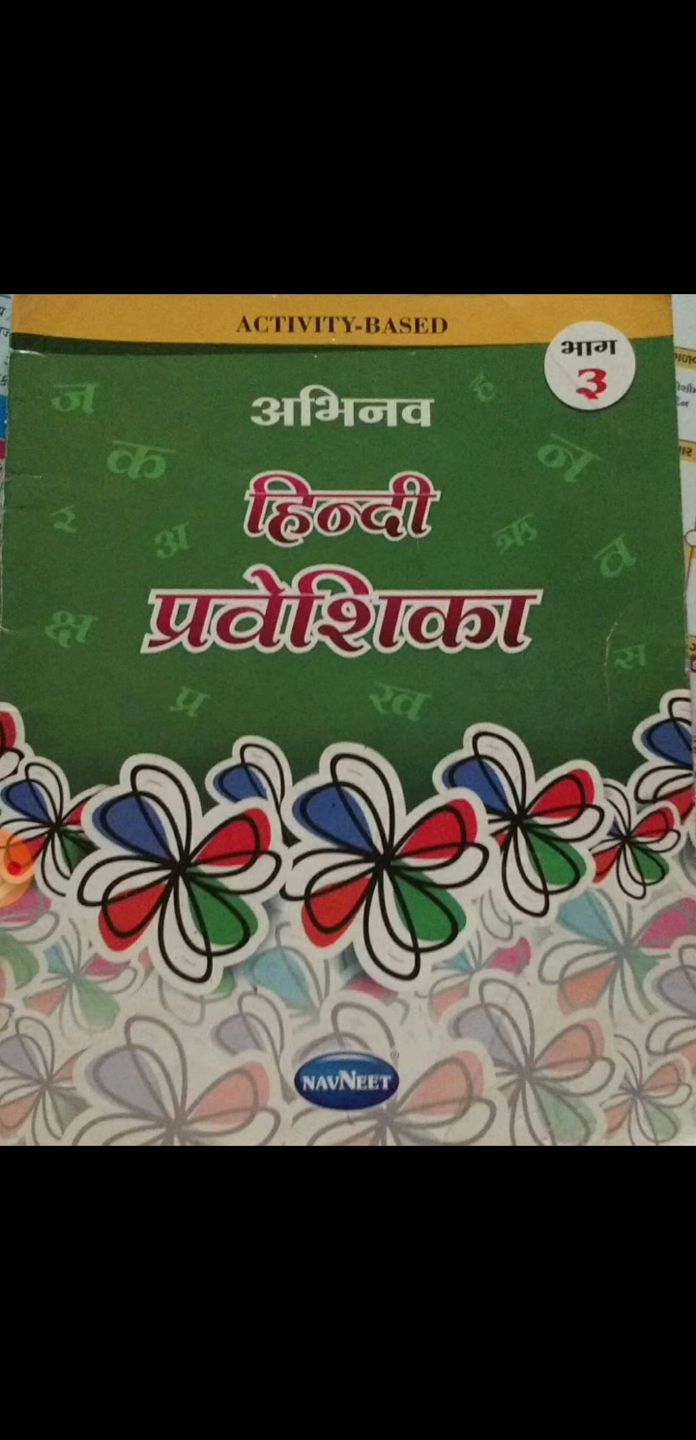 ACTIVITY-BASED
भाग
३
अभिनव
ज
क
न
हिन्दी
र
अ
ऋ
व
प्रवेशिका
क्ष
स
प्र
ख
NAVNEET